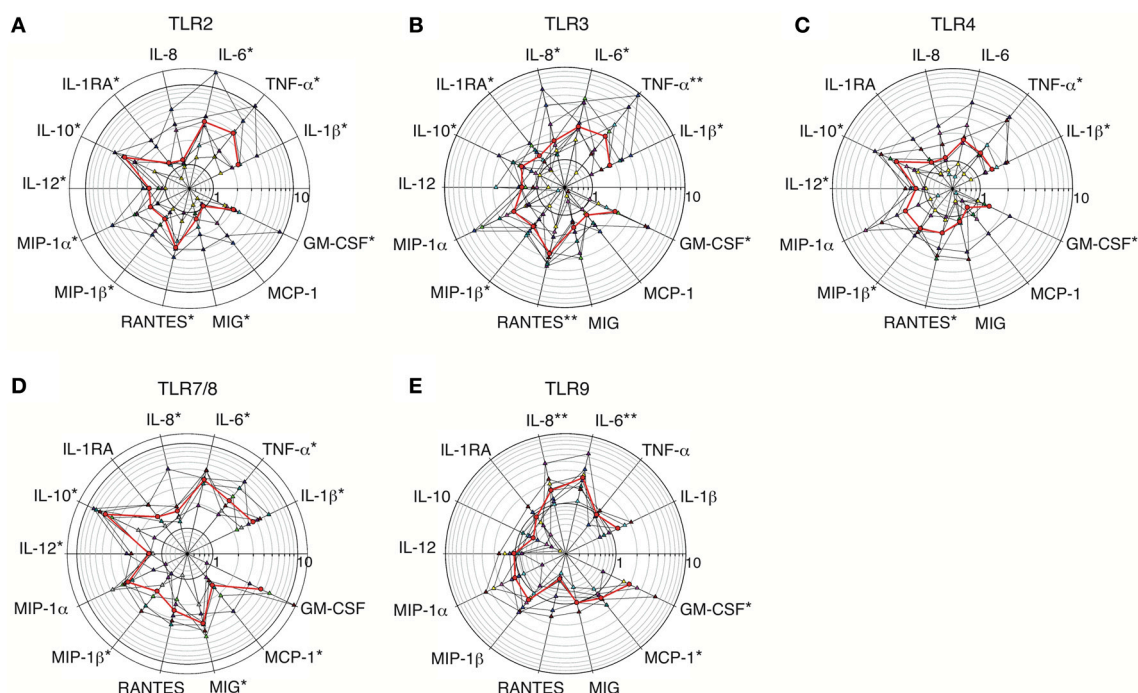 A
TLR2
IL-8
IL-6*
IL-1RA*
TNF-α*
IL-10*
IL-1β*
IL-12*
1
10
MIP-1α*
GM-CSF*
MIP-1β*
MCP-1
RANTES*
MIG*
B
TLR3
IL-8*
IL-6*
IL-1RA*
TNF-α**
IL-10*
IL-1β*
IL-12
1
10
MIP-1α
GM-CSF*
MIP-1β*
MCP-1
RANTES**
MIG
C
TLR4
IL-8
IL-6
IL-1RA
TNF-α*
IL-10*
IL-1β*
IL-12*
1
10
MIP-1α
GM-CSF*
MIP-1β*
MCP-1
RANTES*
MIG
D
TLR7/8
IL-8*
IL-6*
IL-1RA
TNF-α*
IL-10*
IL-1β*
IL-12*
1
10
MIP-1α
GM-CSF
MIP-1β*
MCP-1*
RANTES
MIG*
E
TLR9
IL-8**
IL-6**
IL-1RA
TNF-α
IL-10
IL-1β
IL-12
1
10
MIP-1α
GM-CSF*
MIP-1β
MCP-1*
RANTES
MIG